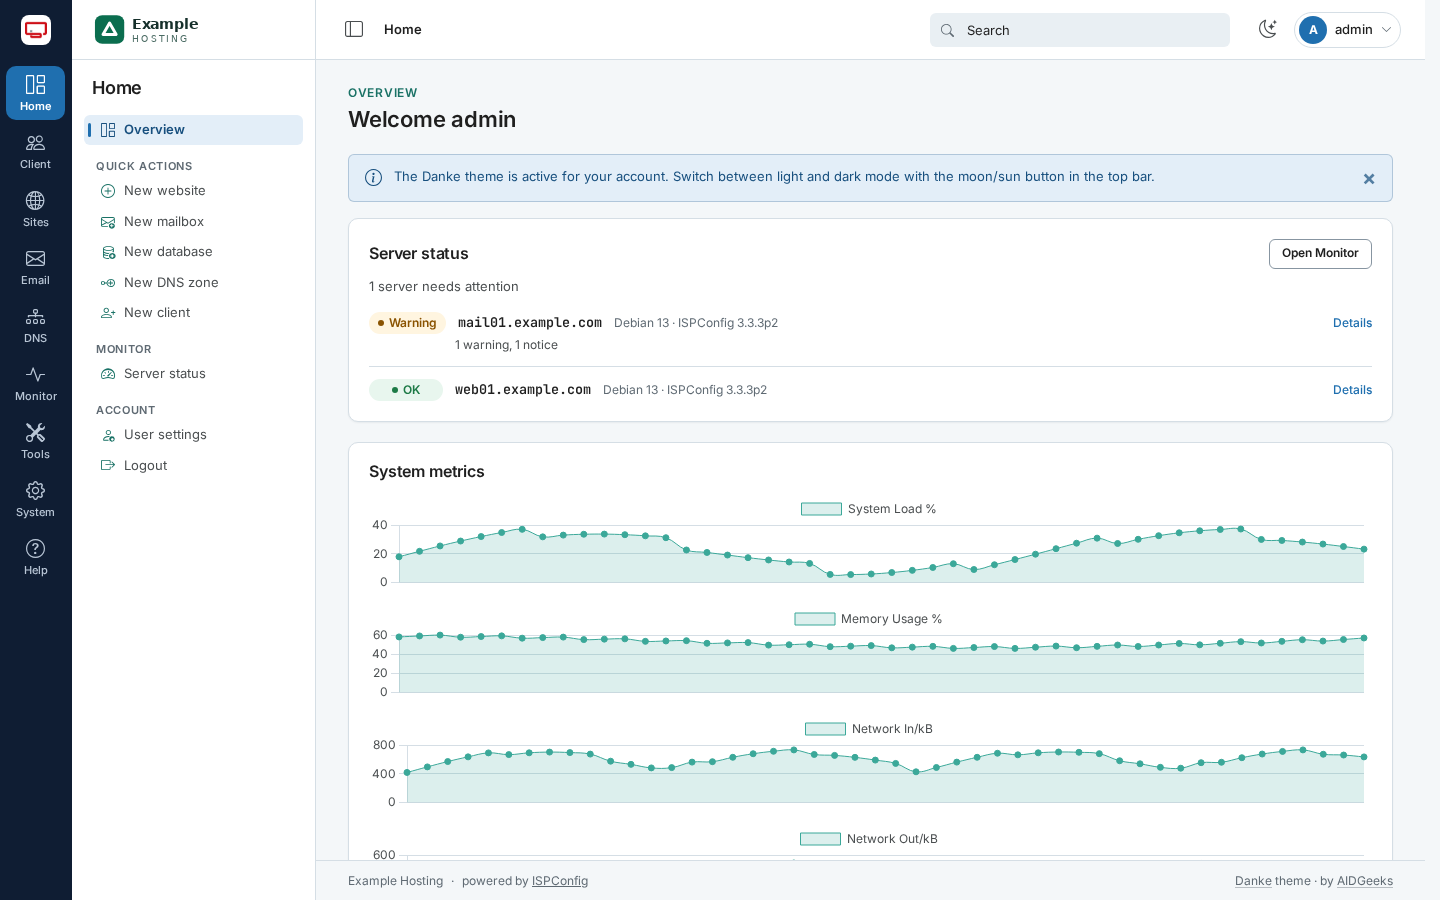 Home
Client
Sites
Email
DNS
Monitor
Tools
System
Help
Example
HOSTING
Home
Overview
QUICK ACTIONS
New website
New mailbox
New database
New DNS zone
New client
MONITOR
Server status
ACCOUNT
User settings
Logout
Home
Search
A admin
OVERVIEW
Welcome admin
The Danke theme is active for your account. Switch between light and dark mode with the moon/sun button in the top bar.
Server status
Open Monitor
1 server needs attention
Warning mail01.example.com Debian 13 · ISPConfig 3.3.3p2 Details
1 warning, 1 notice
OK web01.example.com Debian 13 · ISPConfig 3.3.3p2 Details
System metrics
System Load %
40
20
0
Memory Usage %
60
40
20
0
Network In/kB
800
400
0
Network Out/kB
600
Example Hosting · powered by ISPConfig
Danke theme · by AIDGeeks